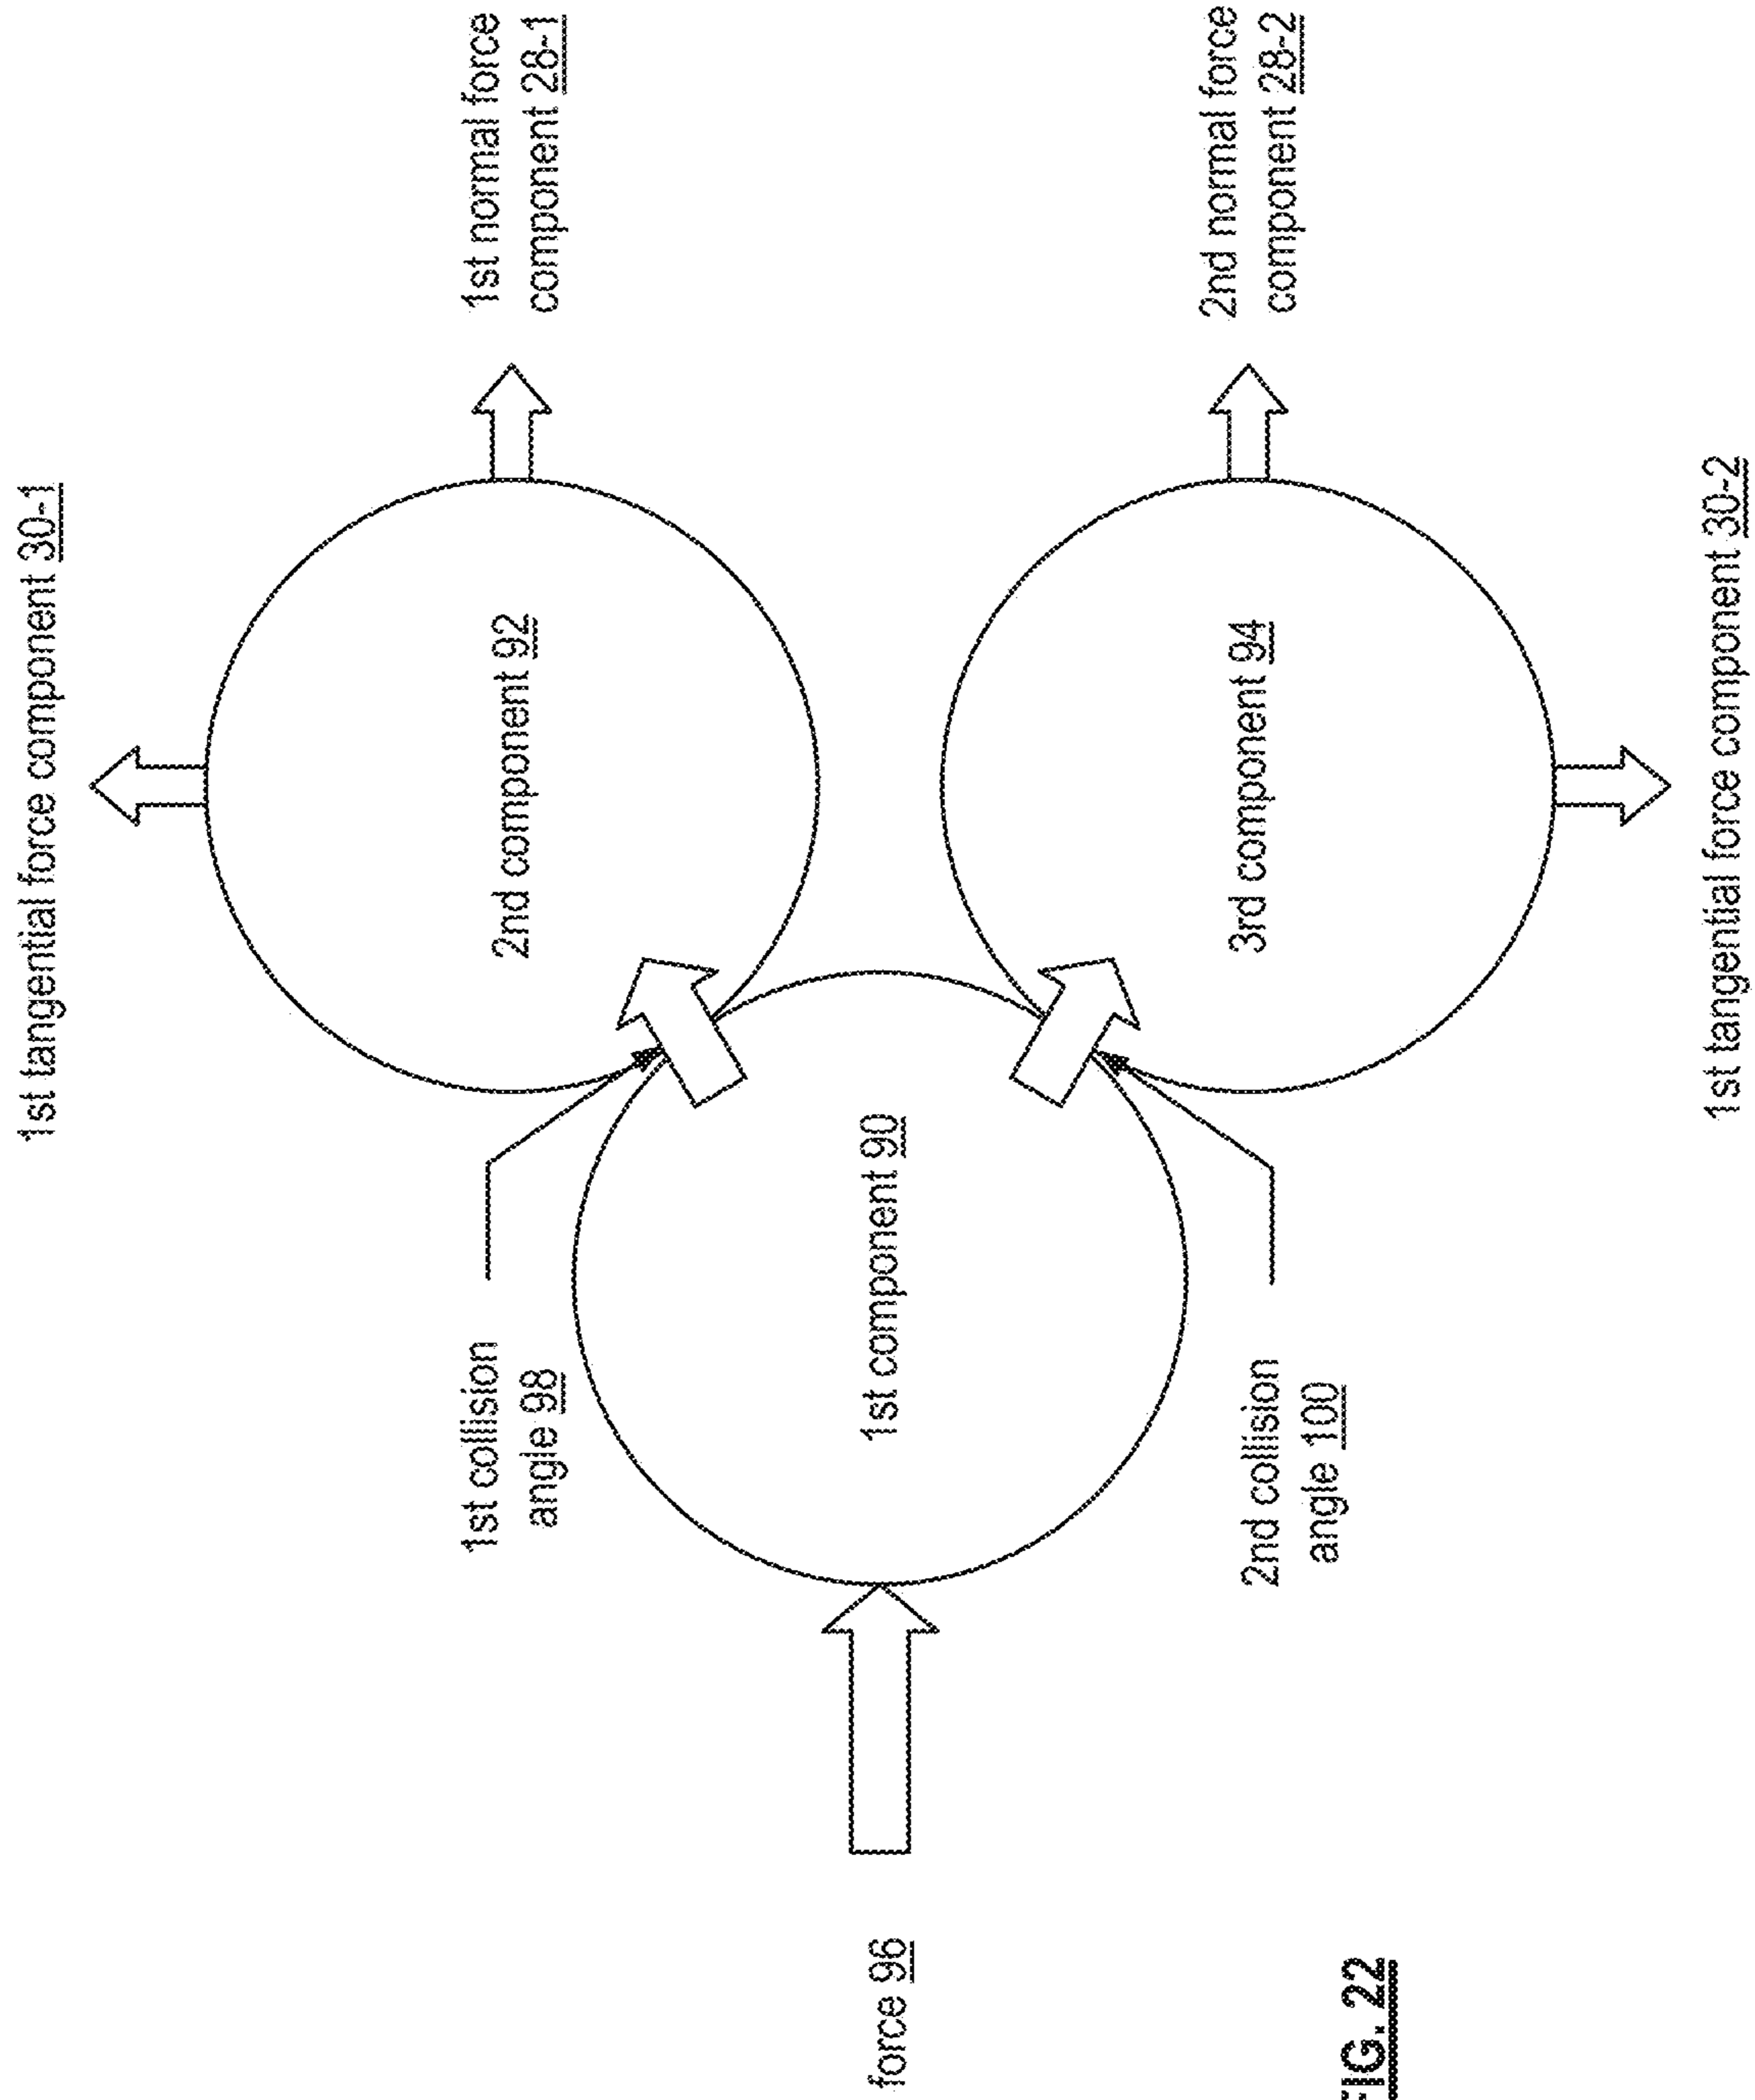 1st tangential force component 30-1
1st normal force
component 28-1
2nd component 92
1st collision
angle 98
force 96
1st component 90
2nd collision
angle 100
3rd component 94
2nd normal force
component 28-2
1st tangential force component 30-2
FIG. 22